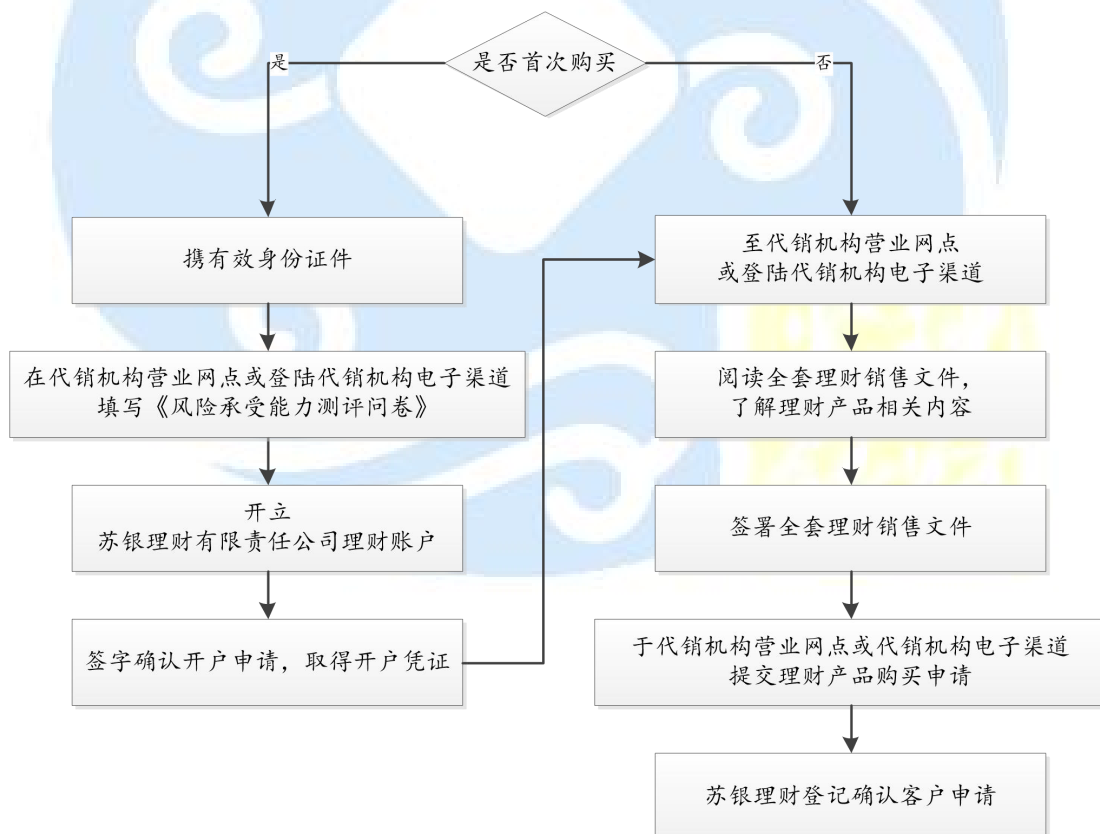 是否首次购买
是
否
携有效身份证件
在代销机构营业网点或登陆代销机构电子渠道
填写《风险承受能力测评问卷》
开立
苏银理财有限责任公司理财账户
签字确认开户申请，取得开户凭证
至代销机构营业网点
或登陆代销机构电子渠道
阅读全套理财销售文件，
了解理财产品相关内容
签署全套理财销售文件
于代销机构营业网点或代销机构电子渠道
提交理财产品购买申请
苏银理财登记确认客户申请